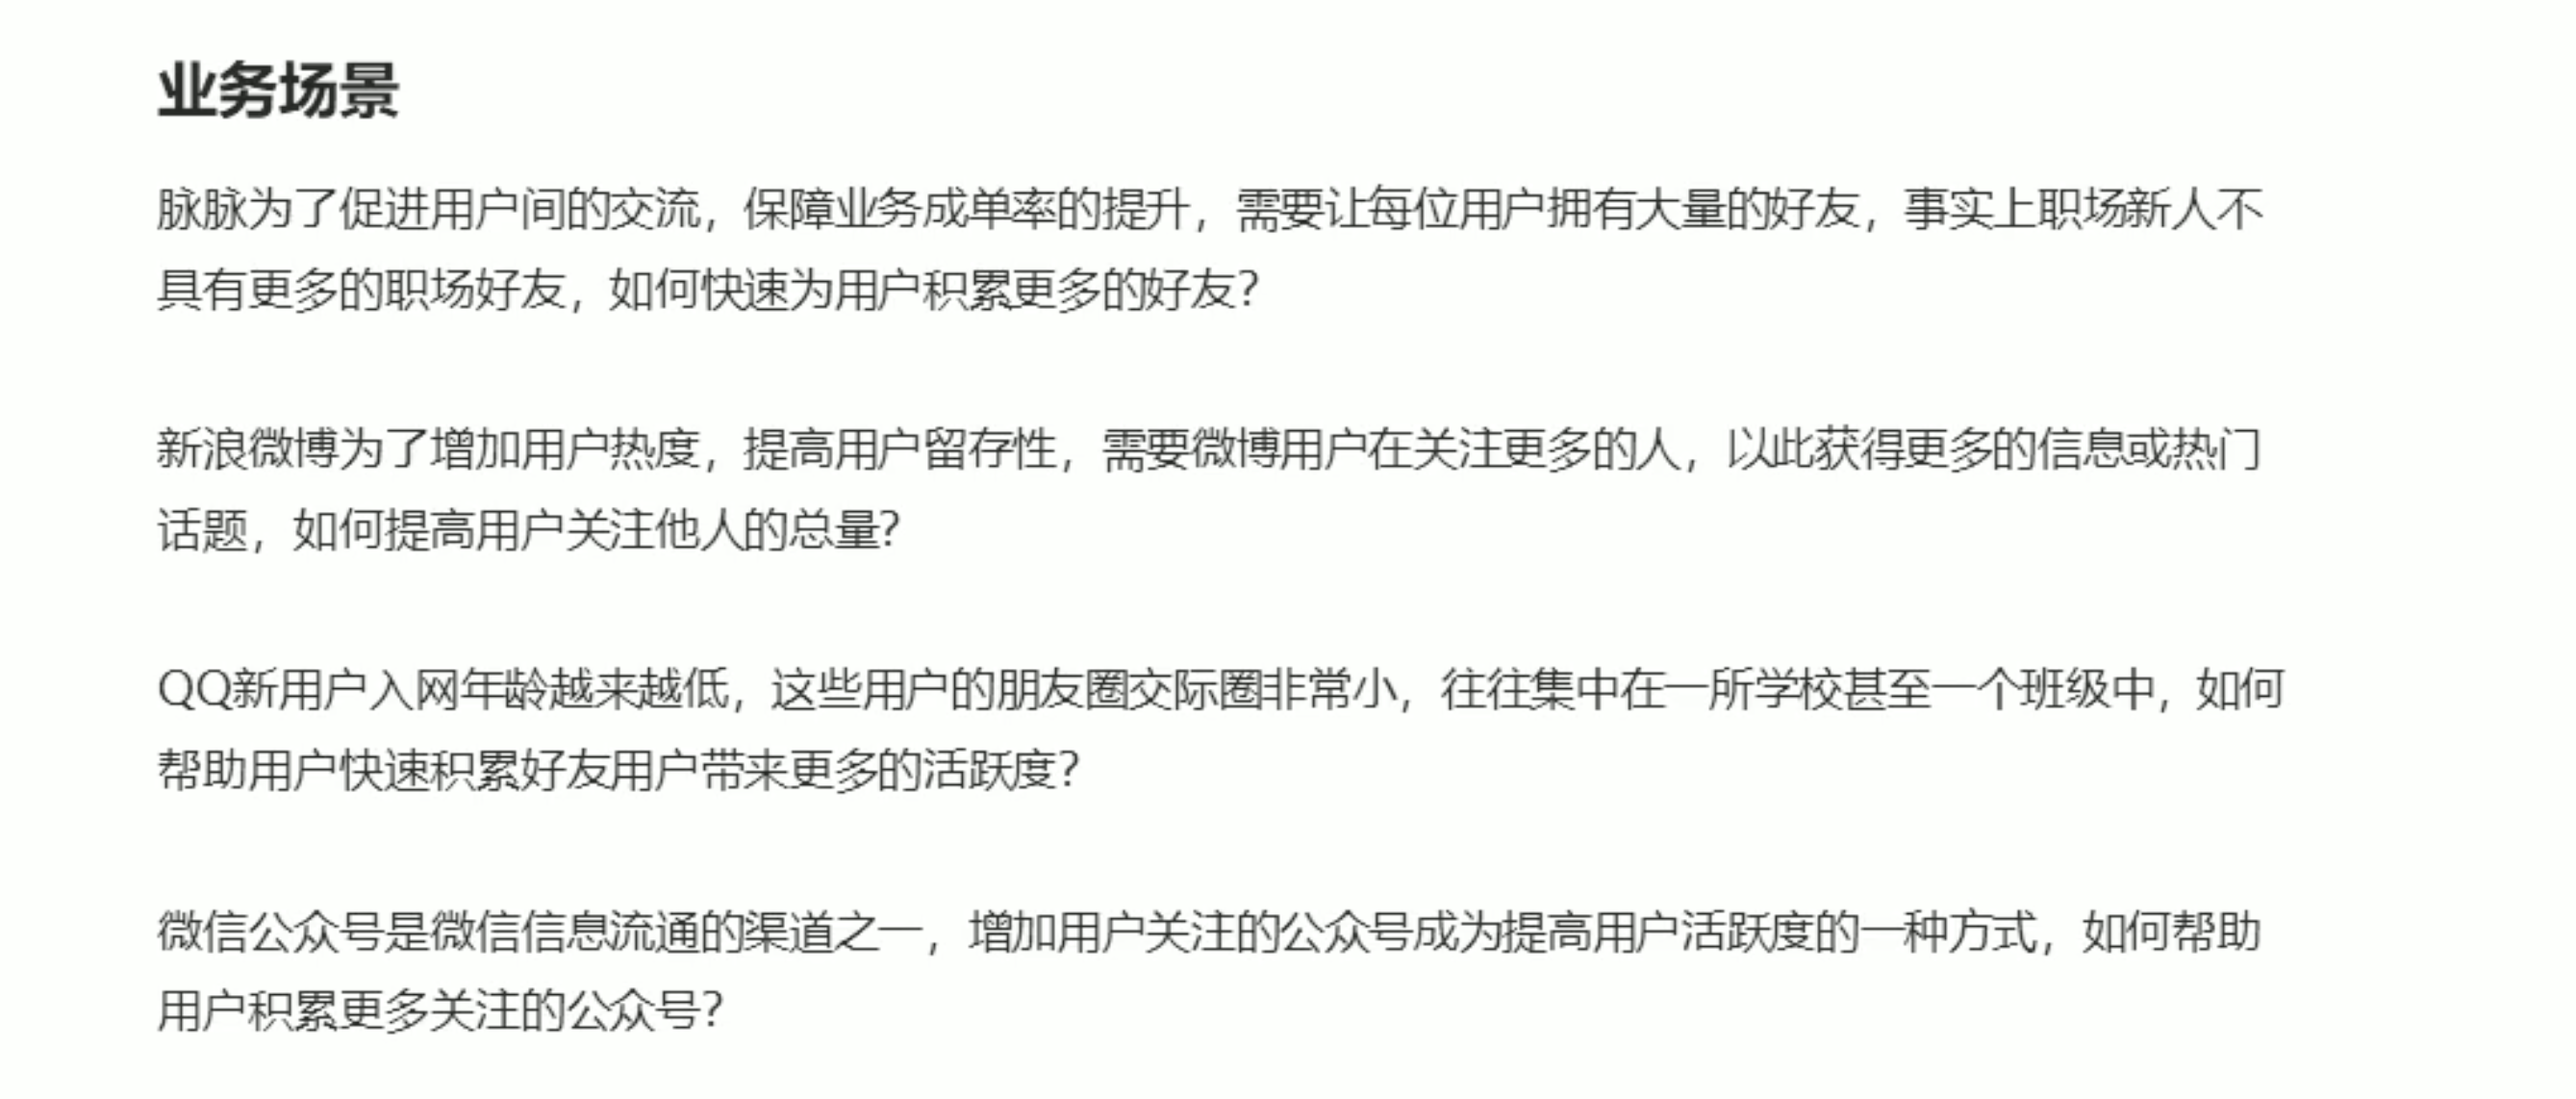 业务场景
脉脉为了促进用户间的交流，保障业务成单率的提升，需要让每位用户拥有大量的好友，事实上职场新人不
具有更多的职场好友，如何快速为用户积累更多的好友？
新浪微博为了增加用户热度，提高用户留存性，需要微博用户在关注更多的人，以此获得更多的信息或热门
话题，如何提高用户关注他人的总量？
QQ新用户入网年龄越来越低，这些用户的朋友圈交际圈非常小，往往集中在一所学校甚至一个班级中，如何
帮助用户快速积累好友用户带来更多的活跃度？
微信公众号是微信信息流通的渠道之一，增加用户关注的公众号成为提高用户活跃度的一种方式，如何帮助
用户积累更多关注的公众号？